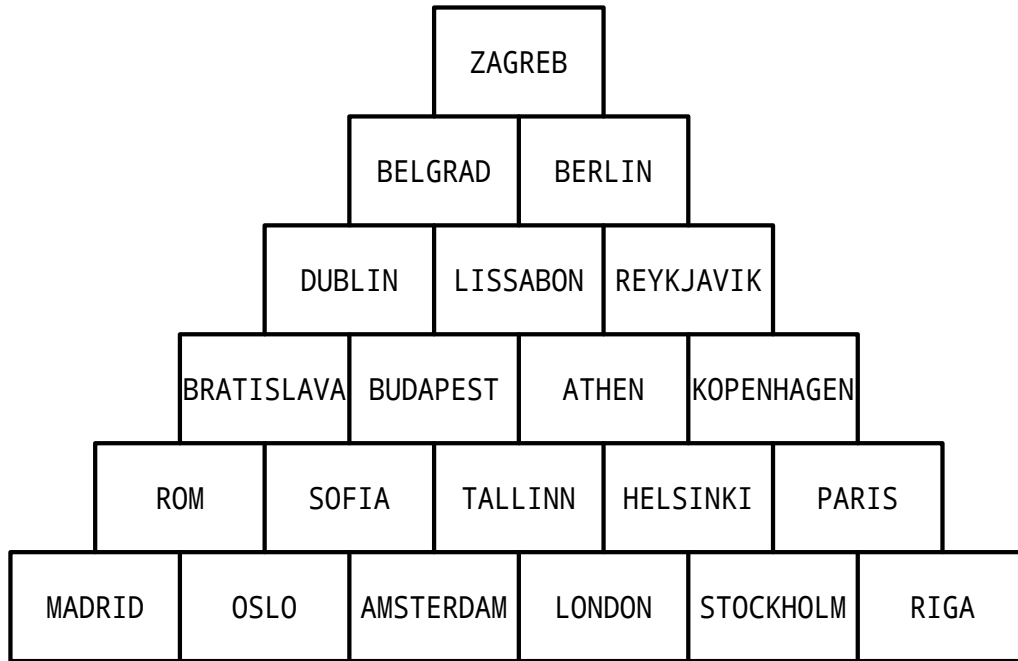 ZAGREB
BELGRAD BERLIN
DUBLIN LISSABON REYKJAVIK
BRATISLAVA BUDAPEST ATHEN KOPENHAGEN
ROM SOFIA TALLINN HELSINKI PARIS
MADRID OSLO AMSTERDAM LONDON STOCKHOLM RIGA